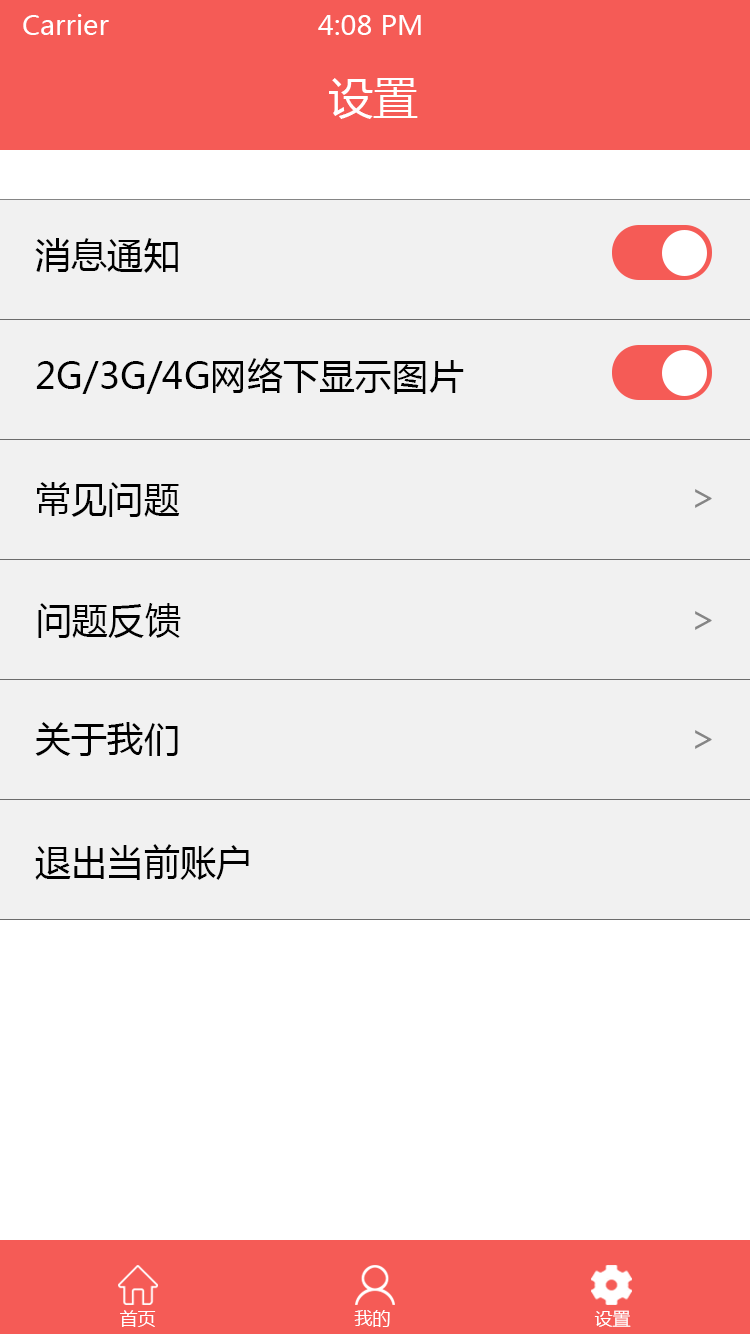 Carrier 4:08 PM
设置
消息通知
2G/3G/4G网络下显示图片
常见问题 >
问题反馈 >
关于我们 >
退出当前账户
首页 我的 设置